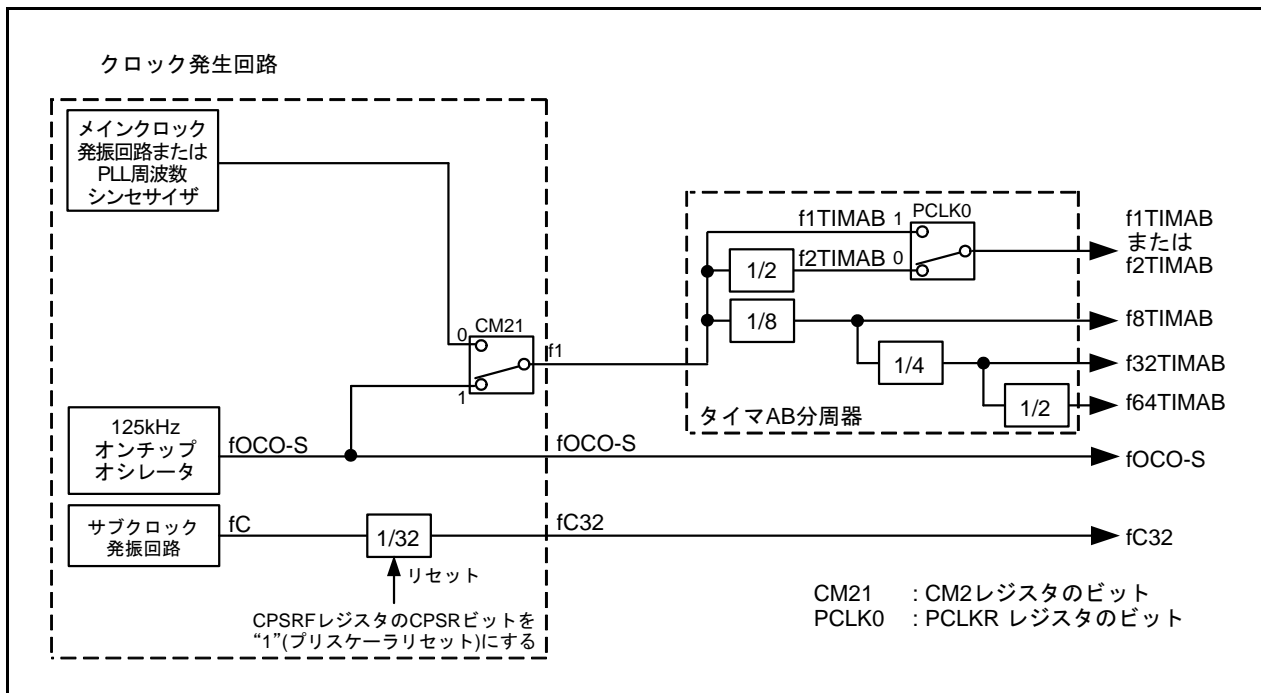 クロック発生回路
メインクロック
発振回路または
PLL周波数
シンセサイザ
0
CM21
1
f1
125kHz
オンチップ
オシレータ
fOCO-S
fOCO-S
fOCO-S
サブクロック
発振回路
fC
1/32
fC32
fC32
リセット
CPSRFレジスタのCPSRビットを
“1”(プリスケーラリセット)にする
f1TIMAB
1
PCLK0
1/2
f2TIMAB
0
f1TIMAB
または
f2TIMAB
1/8
f8TIMAB
1/4
f32TIMAB
1/2
f64TIMAB
タイマAB分周器
CM21 : CM2レジスタのビット
PCLK0 : PCLKR レジスタのビット